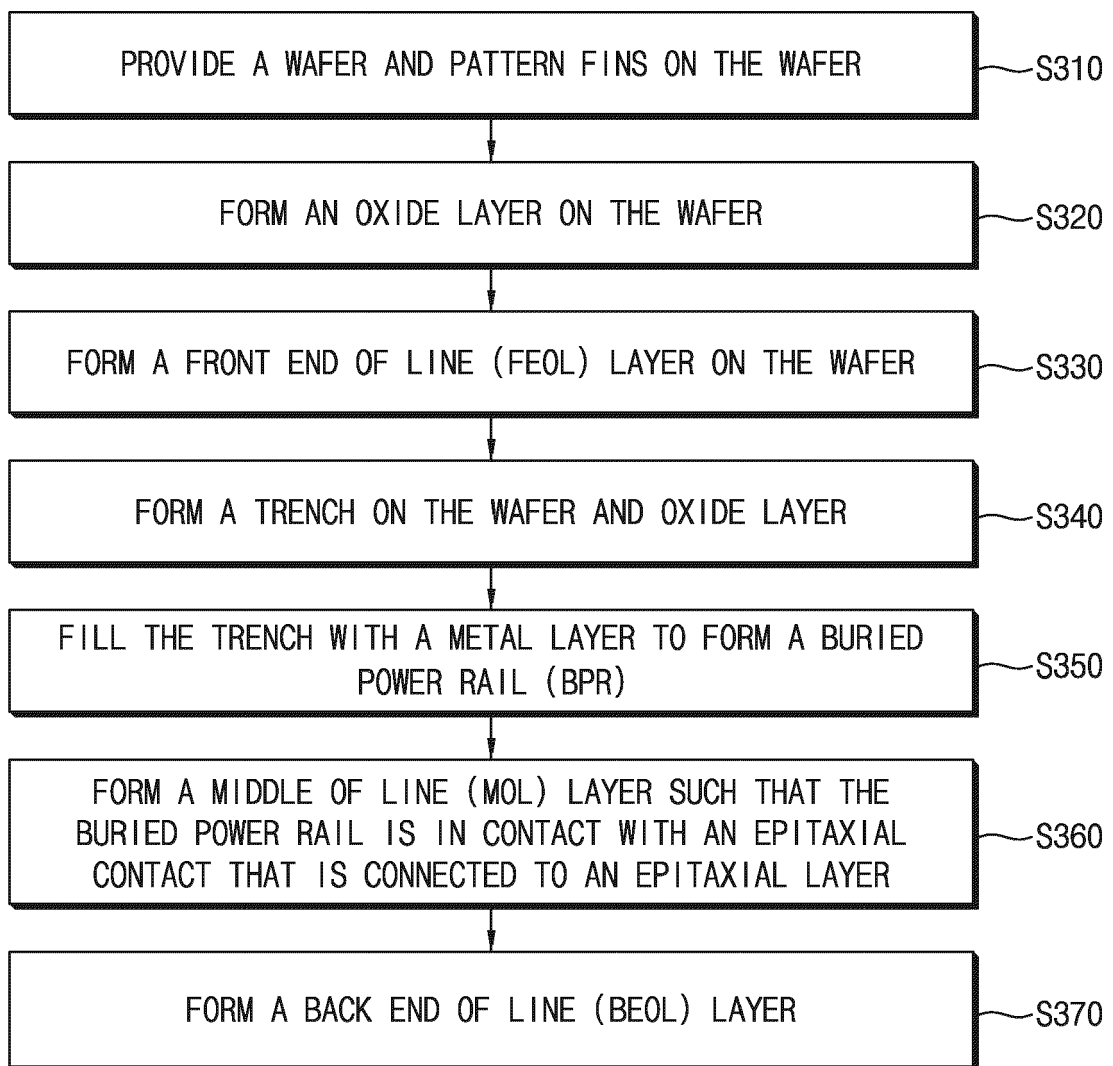 PROVIDE A WAFER AND PATTERN FINS ON THE WAFER
S310
FORM AN OXIDE LAYER ON THE WAFER
S320
FORM A FRONT END OF LINE (FEOL) LAYER ON THE WAFER
S330
FORM A TRENCH ON THE WAFER AND OXIDE LAYER
S340
FILL THE TRENCH WITH A METAL LAYER TO FORM A BURIED
POWER RAIL (BPR)
S350
FORM A MIDDLE OF LINE (MOL) LAYER SUCH THAT THE
BURIED POWER RAIL IS IN CONTACT WITH AN EPITAXIAL
CONTACT THAT IS CONNECTED TO AN EPITAXIAL LAYER
S360
FORM A BACK END OF LINE (BEOL) LAYER
S370